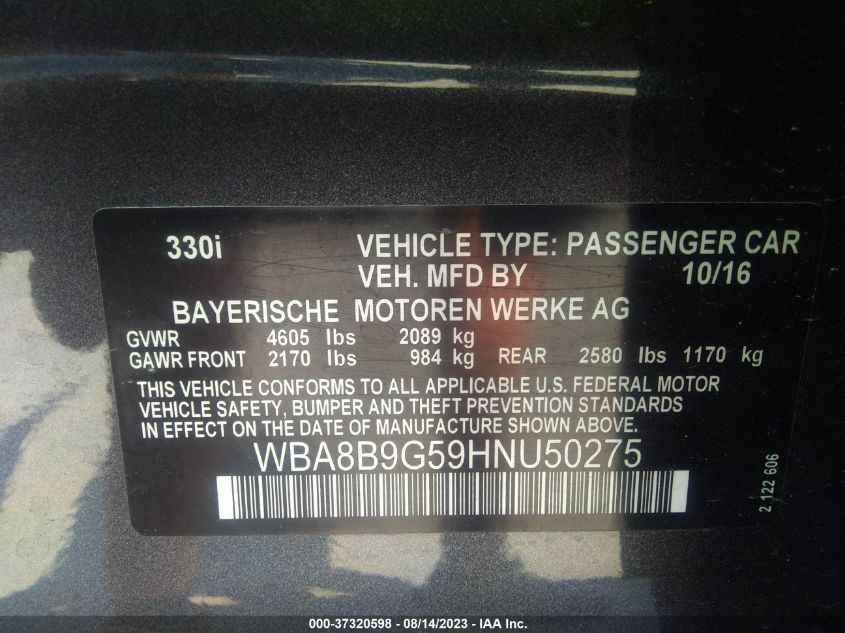 330i VEHICLE TYPE: PASSENGER CAR
VEH. MFD BY 10/16
BAYERISCHE MOTOREN WERKE AG
GVWR 4605 lbs 2089 kg
GAWR FRONT 2170 lbs 984 kg REAR 2580 lbs 1170 kg
THIS VEHICLE CONFORMS TO ALL APPLICABLE U.S. FEDERAL MOTOR
VEHICLE SAFETY, BUMPER AND THEFT PREVENTION STANDARDS
IN EFFECT ON THE DATE OF MANUFACTURE SHOWN ABOVE.
WBA8B9G59HNU50275
2 122 606
000-37320598 - 08/14/2023 - IAA Inc.